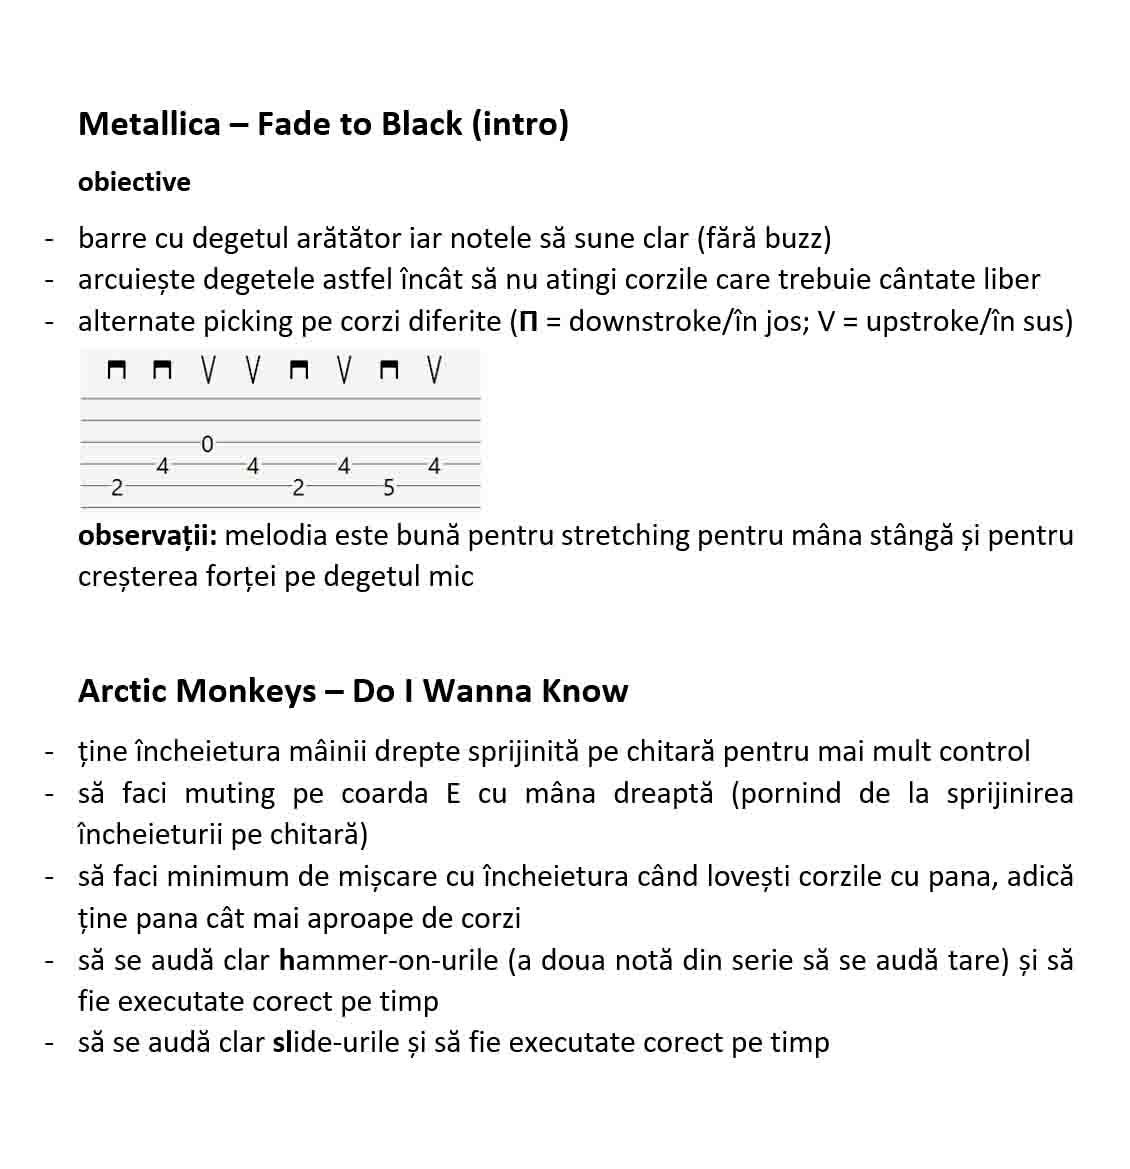 Metallica – Fade to Black (intro)
obiective
- barre cu degetul arătător iar notele să sune clar (fără buzz)
- arcuiește degetele astfel încât să nu atingi corzile care trebuie cântate liber
- alternate picking pe corzi diferite (Π = downstroke/în jos; V = upstroke/în sus)
Π Π V V Π V Π V
0
4 4 4 4
2 2 5
observații: melodia este bună pentru stretching pentru mâna stângă și pentru
creșterea forței pe degetul mic
Arctic Monkeys – Do I Wanna Know
- ține încheietura mâinii drepte sprijinită pe chitară pentru mai mult control
- să faci muting pe coarda E cu mâna dreaptă (pornind de la sprijinirea
încheieturii pe chitară)
- să faci minimum de mișcare cu încheietura când lovești corzile cu pana, adică
ține pana cât mai aproape de corzi
- să se audă clar hammer-on-urile (a doua notă din serie să se audă tare) și să
fie executate corect pe timp
- să se audă clar slide-urile și să fie executate corect pe timp